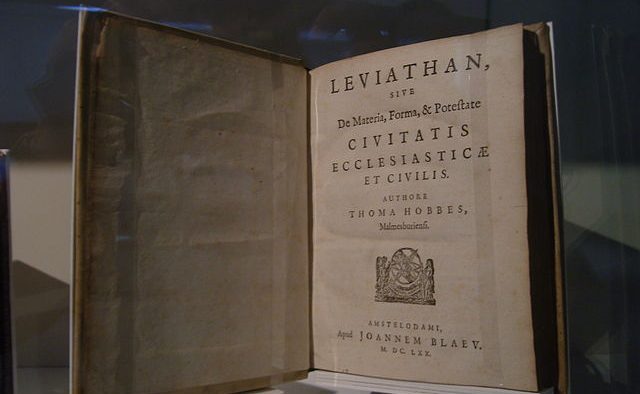 LEVIATHAN,
SIVE
De Materia, Forma, & Poteſtate
CIVITATIS
ECCLESIASTICÆ
ET CIVILIS.
AUTHORE
THOMA HOBBES,
Malmesburienſi.
AMSTELODAMI,
Apud JOANNEM BLAEV.
M. DC. LXX.